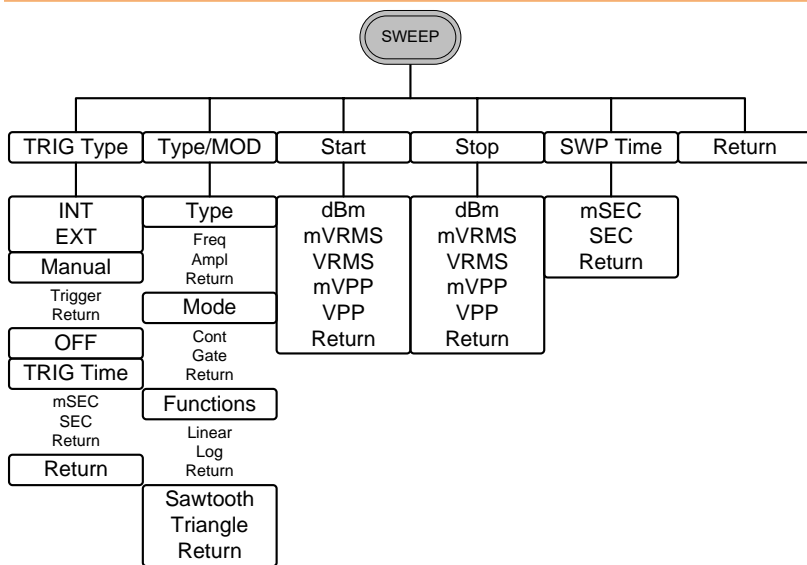 SWEEP
TRIG Type
Type/MOD
Start
Stop
SWP Time
Return
INT
EXT
Manual
Trigger
Return
OFF
TRIG Time
mSEC
SEC
Return
Return
Type
Freq
Ampl
Return
Mode
Cont
Gate
Return
Functions
Linear
Log
Return
Sawtooth
Triangle
Return
dBm
mVRMS
VRMS
mVPP
VPP
Return
dBm
mVRMS
VRMS
mVPP
VPP
Return
mSEC
SEC
Return